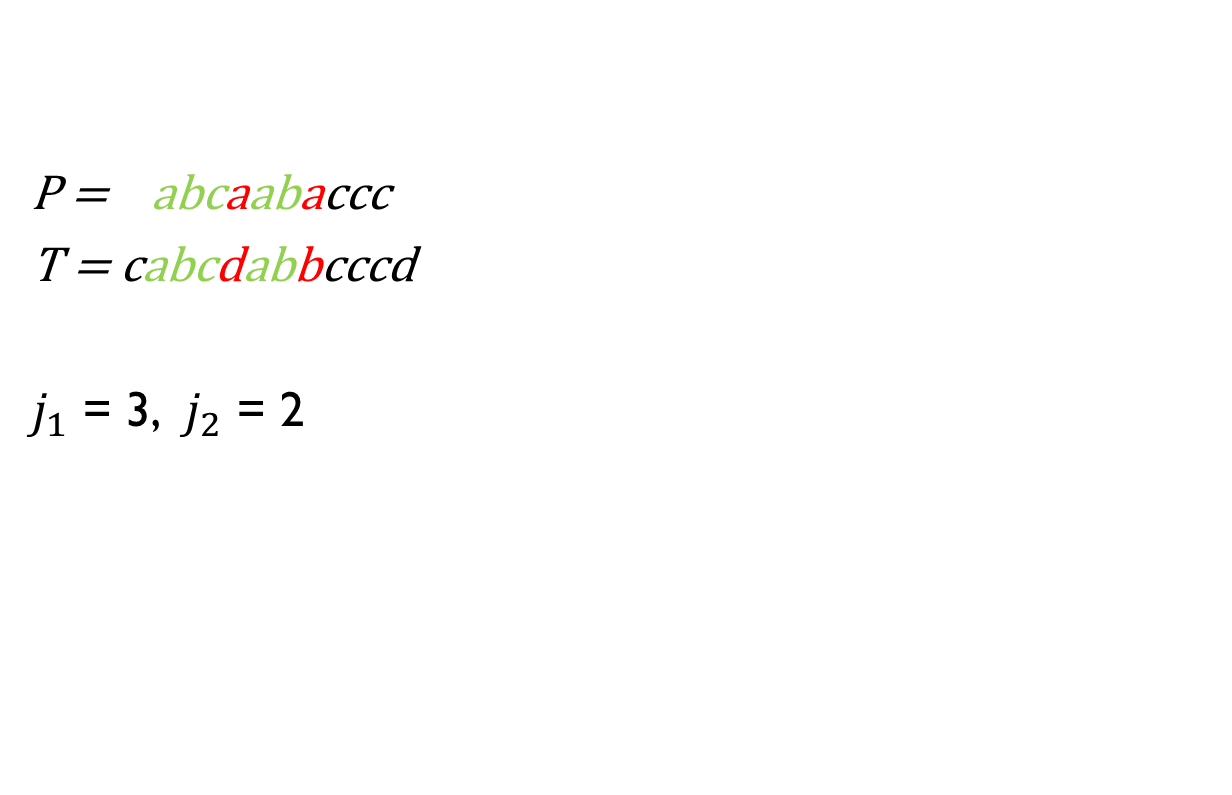 P = abcaabaccc
T = cabcdabbcccd
j₁ = 3, j₂ = 2